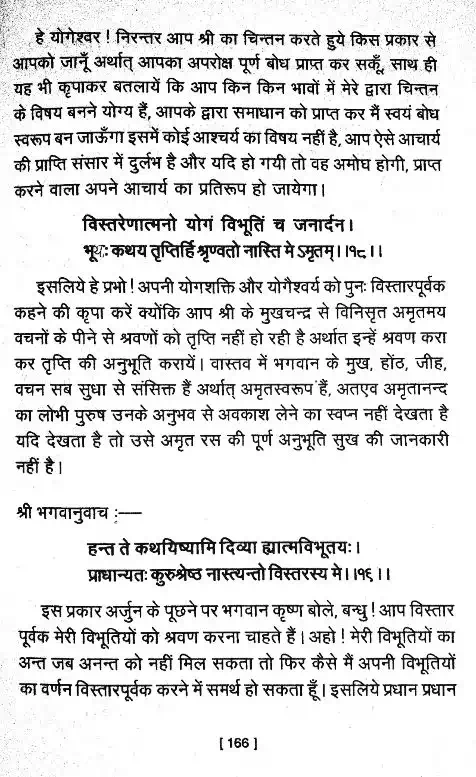 हे योगेश्वर ! निरन्तर आप श्री का चिन्तन करते हुये किस प्रकार से
आपको जानूँ अर्थात् आपका अपरोक्ष पूर्ण बोध प्राप्त कर सकूँ, साथ ही
यह भी कृपाकर बतलायें कि आप किन किन भावों में मेरे द्वारा चिन्तन
के विषय बनने योग्य हैं, आपके द्वारा समाधान को प्राप्त कर मैं स्वयं बोध
स्वरूप बन जाऊँगा इसमें कोई आश्चर्य का विषय नहीं है, आप ऐसे आचार्य
की प्राप्ति संसार में दुर्लभ है और यदि हो गयी तो वह अमोघ होगी, प्राप्त
करने वाला अपने आचार्य का प्रतिरूप हो जायेगा।
विस्तरेणात्मनो योगं विभूतिं च जनार्दन।
भूयः कथय तृप्तिर्हि श्रृण्वतो नास्ति मे ऽमृतम्।।१८।।
इसलिये हे प्रभो ! अपनी योगशक्ति और योगैश्वर्य को पुनः विस्तारपूर्वक
कहने की कृपा करें क्योंकि आप श्री के मुखचन्द्र से विनिसृत अमृतमय
वचनों के पीने से श्रवणों को तृप्ति नहीं हो रही है अर्थात इन्हें श्रवण करा
कर तृप्ति की अनुभूति करायें। वास्तव में भगवान के मुख, होंठ, जीह,
वचन सब सुधा से संसिक्त हैं अर्थात् अमृतस्वरूप हैं, अतएव अमृतानन्द
का लोभी पुरुष उनके अनुभव से अवकाश लेने का स्वप्न नहीं देखता है
यदि देखता है तो उसे अमृत रस की पूर्ण अनुभूति सुख की जानकारी
नहीं है।
श्री भगवानुवाच :—
हन्त ते कथयिष्यामि दिव्या ह्यात्मविभूतयः।
प्राधान्यतः कुरुश्रेष्ठ नास्त्यन्तो विस्तरस्य मे।।१६।।
इस प्रकार अर्जुन के पूछने पर भगवान कृष्ण बोले, बन्धु ! आप विस्तार
पूर्वक मेरी विभूतियों को श्रवण करना चाहते हैं। अहो ! मेरी विभूतियों का
अन्त जब अनन्त को नहीं मिल सकता तो फिर कैसे मैं अपनी विभूतियों
का वर्णन विस्तारपूर्वक करने में समर्थ हो सकता हूँ। इसलिये प्रधान प्रधान
[ 166 ]